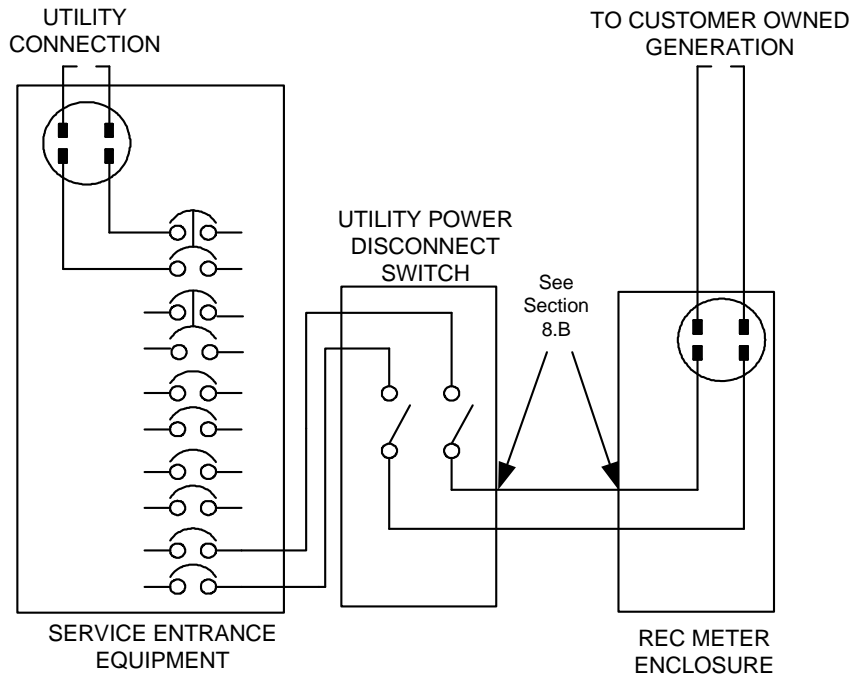 UTILITY
CONNECTION
TO CUSTOMER OWNED
GENERATION
UTILITY POWER
DISCONNECT
SWITCH
See
Section
8.B
SERVICE ENTRANCE
EQUIPMENT
REC METER
ENCLOSURE